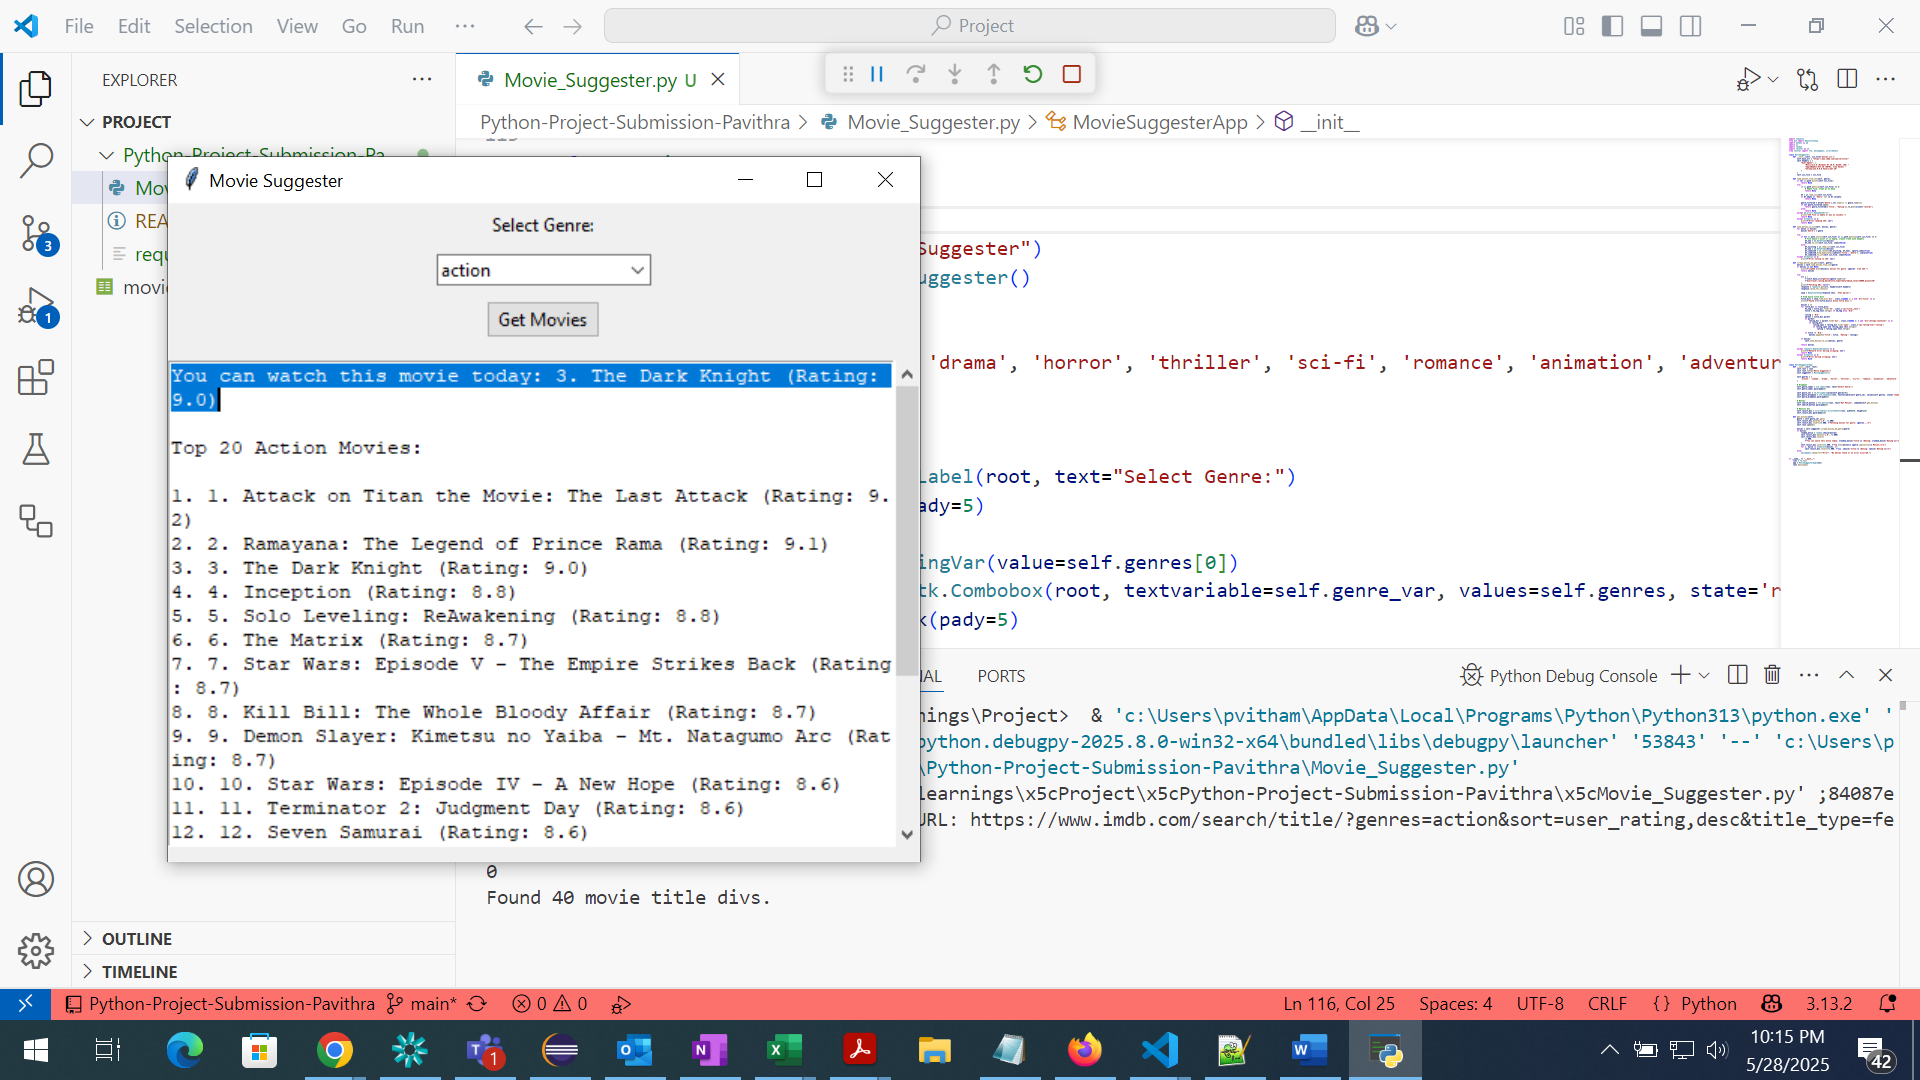 File Edit Selection View Go Run ··· Project
EXPLORER ···
Movie_Suggester.py U
PROJECT
Python-Project-Submission-Pavithra > Movie_Suggester.py > MovieSuggesterApp > __init__
Python-Project-Submission-Pa
Mov
REA
requ
movie
3
1
Movie Suggester
Select Genre:
action
Get Movies
You can watch this movie today: 3. The Dark Knight (Rating:
9.0)
Top 20 Action Movies:
1. 1. Attack on Titan the Movie: The Last Attack (Rating: 9.
2)
2. 2. Ramayana: The Legend of Prince Rama (Rating: 9.1)
3. 3. The Dark Knight (Rating: 9.0)
4. 4. Inception (Rating: 8.8)
5. 5. Solo Leveling: ReAwakening (Rating: 8.8)
6. 6. The Matrix (Rating: 8.7)
7. 7. Star Wars: Episode V - The Empire Strikes Back (Rating
: 8.7)
8. 8. Kill Bill: The Whole Bloody Affair (Rating: 8.7)
9. 9. Demon Slayer: Kimetsu no Yaiba - Mt. Natagumo Arc (Rat
ing: 8.7)
10. 10. Star Wars: Episode IV - A New Hope (Rating: 8.6)
11. 11. Terminator 2: Judgment Day (Rating: 8.6)
12. 12. Seven Samurai (Rating: 8.6)
Suggester")
uggester()
'drama', 'horror' 'thriller', 'sci-fi', 'romance', 'animation', 'adventur
Label(root, text="Select Genre:")
ady=5)
ingVar(value=self.genres[0])
tk.Combobox(root, textvariable=self.genre_var, values=self.genres, state='r
k(pady=5)
NAL PORTS Python Debug Console
nings\Project> & 'c:\Users\pvitham\AppData\Local\Programs\Python\Python313\python.exe' '
python.debugpy-2025.8.0-win32-x64\bundled\libs\debugpy\launcher' '53843' '--' 'c:\Users\p
\Python-Project-Submission-Pavithra\Movie_Suggester.py'
learnings\x5cProject\x5cPython-Project-Submission-Pavithra\x5cMovie_Suggester.py' ;84087e
URL: https://www.imdb.com/search/title/?genres=action&sort=user_rating,desc&title_type=fe
0
Found 40 movie title divs.
OUTLINE
TIMELINE
Python-Project-Submission-Pavithra main* 0 0 Ln 116, Col 25 Spaces: 4 UTF-8 CRLF {} Python 3.13.2
1
10:15 PM
5/28/2025
42